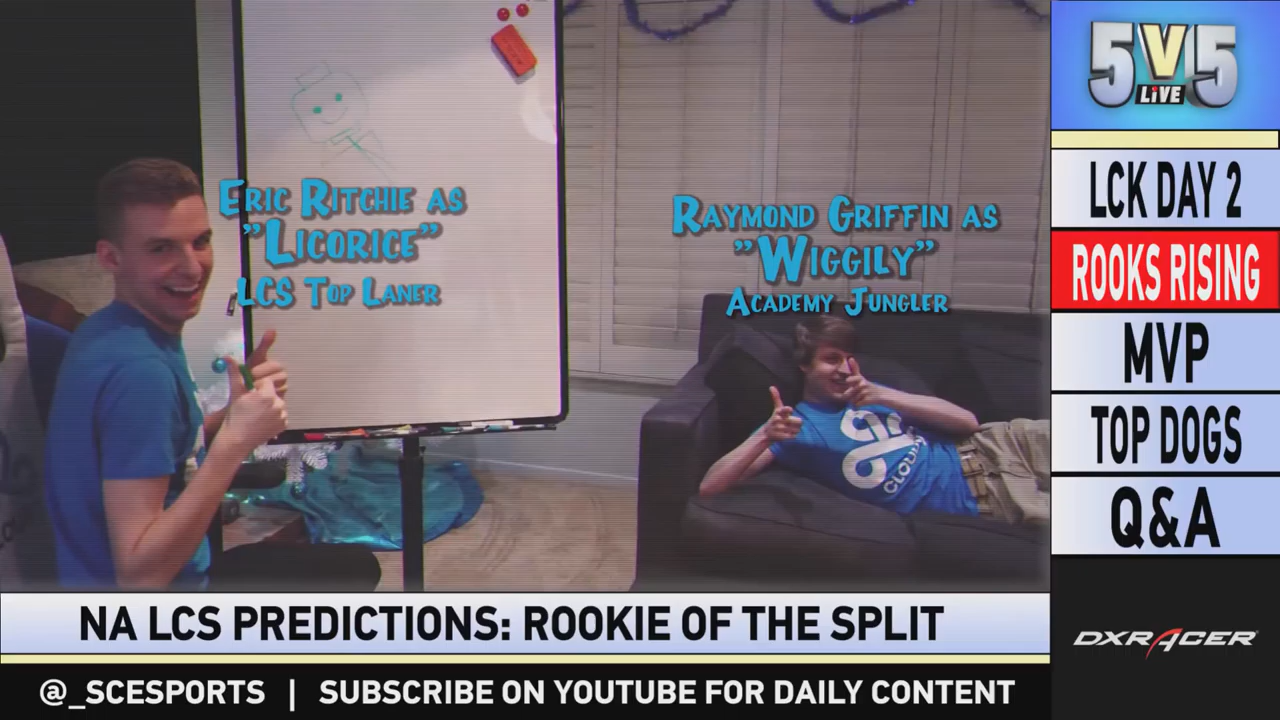 Eric Ritchie as
"Licorice"
LCS Top Laner
Raymond Griffin as
"Wiggily"
Academy Jungler
CLOUD
5V5
LiVE
LCK DAY 2
ROOKS RISING
MVP
TOP DOGS
Q&A
DXRACER
NA LCS PREDICTIONS: ROOKIE OF THE SPLIT
@_SCESPORTS | SUBSCRIBE ON YOUTUBE FOR DAILY CONTENT